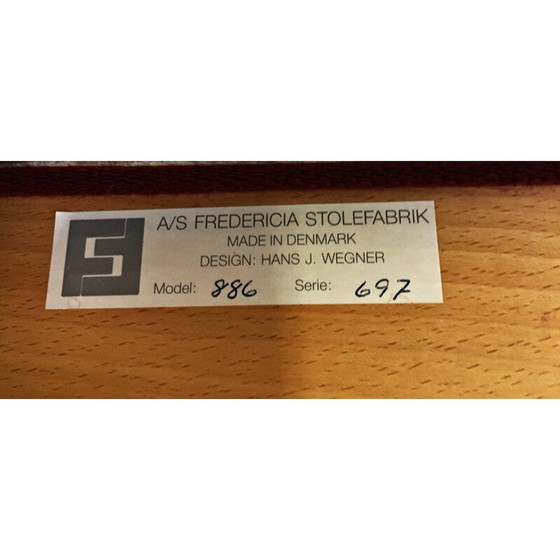 A/S FREDERICIA STOLEFABRIK
MADE IN DENMARK
DESIGN: HANS J. WEGNER
Model: 886 Serie: 697